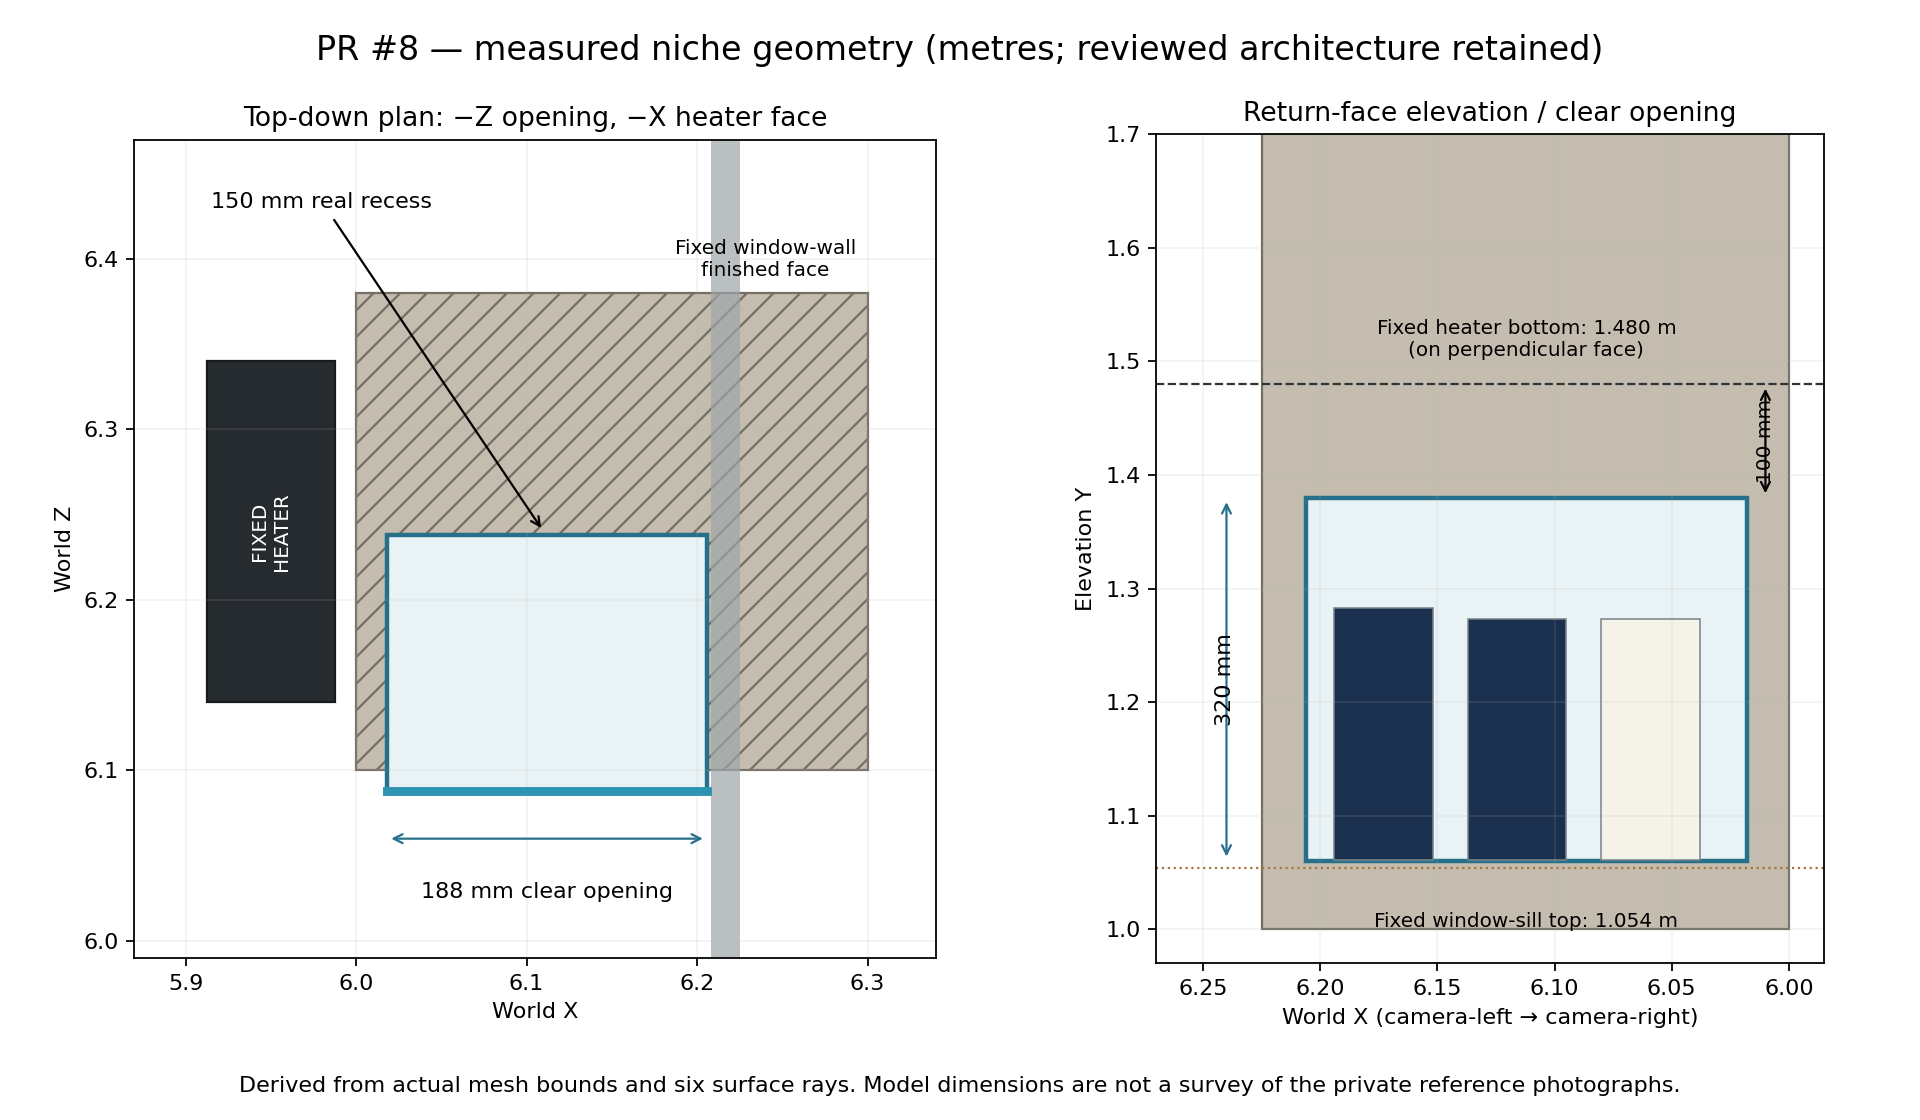 PR #8 — measured niche geometry (metres; reviewed architecture retained)
Top-down plan: −Z opening, −X heater face
150 mm real recess
Fixed window-wall
finished face
FIXED
HEATER
188 mm clear opening
6.4
6.3
6.2
6.1
6.0
World Z
5.9
6.0
6.1
6.2
6.3
World X
Return-face elevation / clear opening
1.7
1.6
1.5
1.4
1.3
1.2
1.1
1.0
Elevation Y
Fixed heater bottom: 1.480 m
(on perpendicular face)
100 mm
320 mm
Fixed window-sill top: 1.054 m
6.25
6.20
6.15
6.10
6.05
6.00
World X (camera-left → camera-right)
Derived from actual mesh bounds and six surface rays. Model dimensions are not a survey of the private reference photographs.